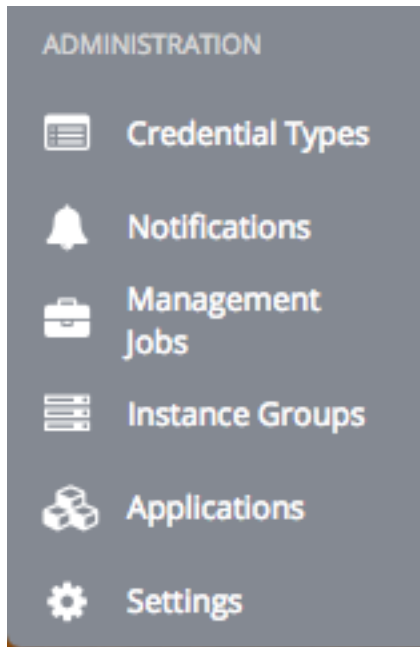 ADMINISTRATION
Credential Types
Notifications
Management
Jobs
Instance Groups
Applications
Settings